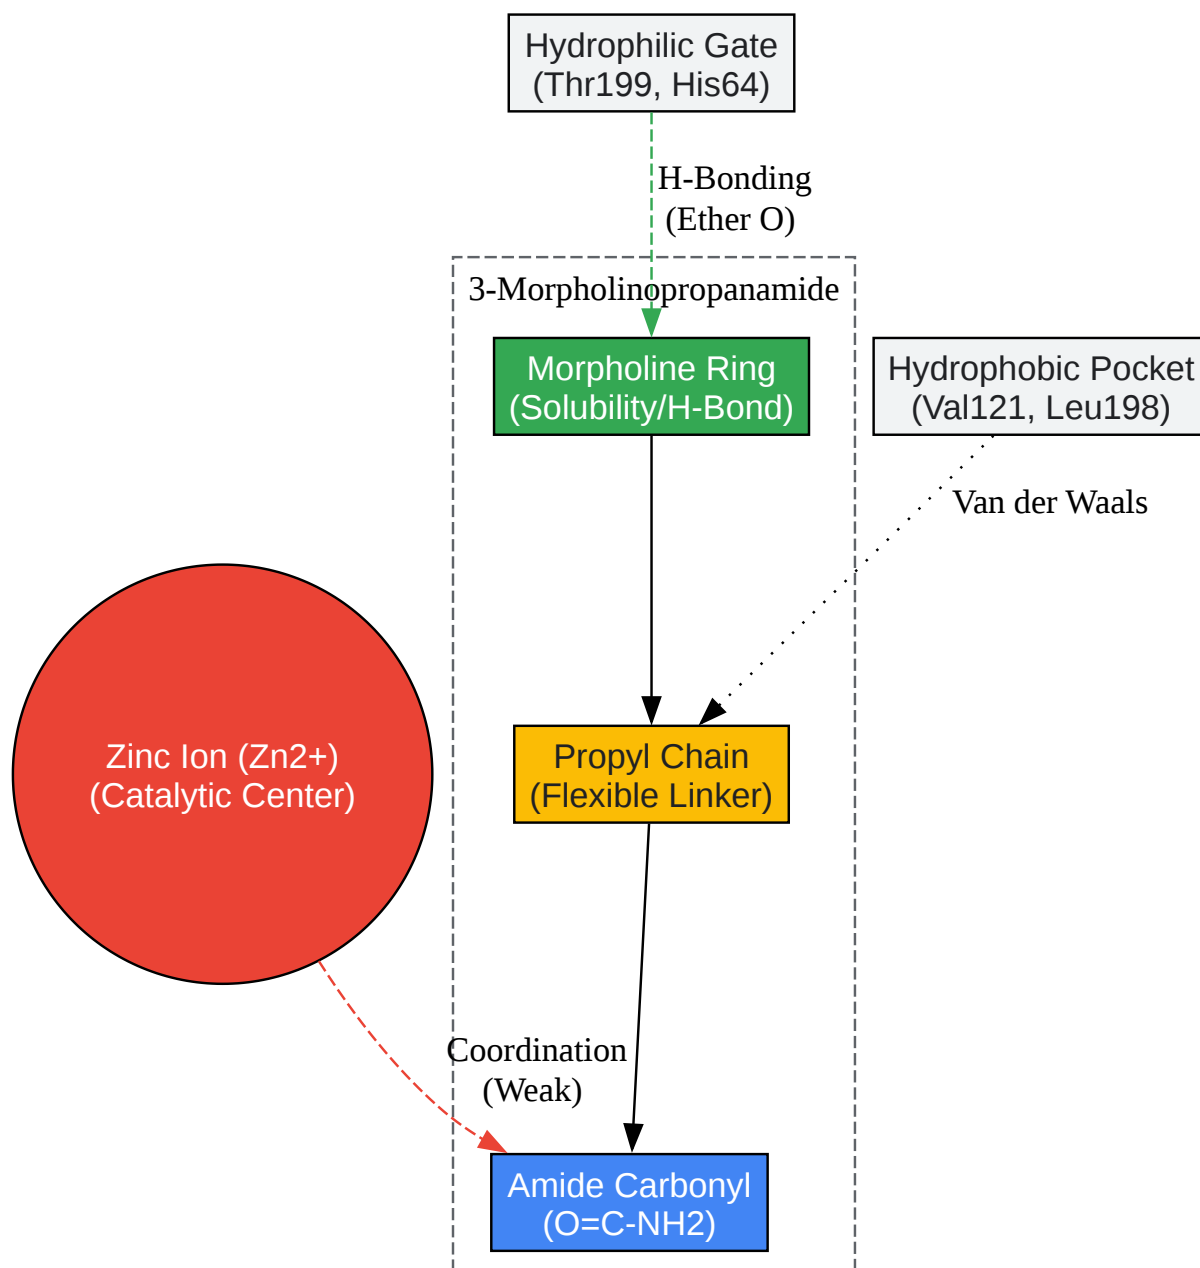 Hydrophilic Gate
(Thr199, His64)
H-Bonding
(Ether O)
3-Morpholinopropanamide
Morpholine Ring
(Solubility/H-Bond)
Hydrophobic Pocket
(Val121, Leu198)
Van der Waals
Zinc Ion (Zn2+)
(Catalytic Center)
Propyl Chain
(Flexible Linker)
Coordination
(Weak)
Amide Carbonyl
(O=C-NH2)